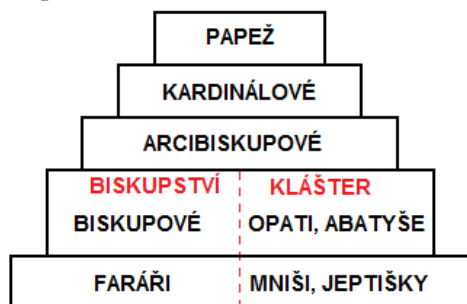 PAPEŽ
KARDINÁLOVÉ
ARCIBISKUPOVÉ
BISKUPSTVÍ KLÁŠTER
BISKUPOVÉ OPATI, ABATYŠE
FARÁŘI MNIŠI, JEPTIŠKY